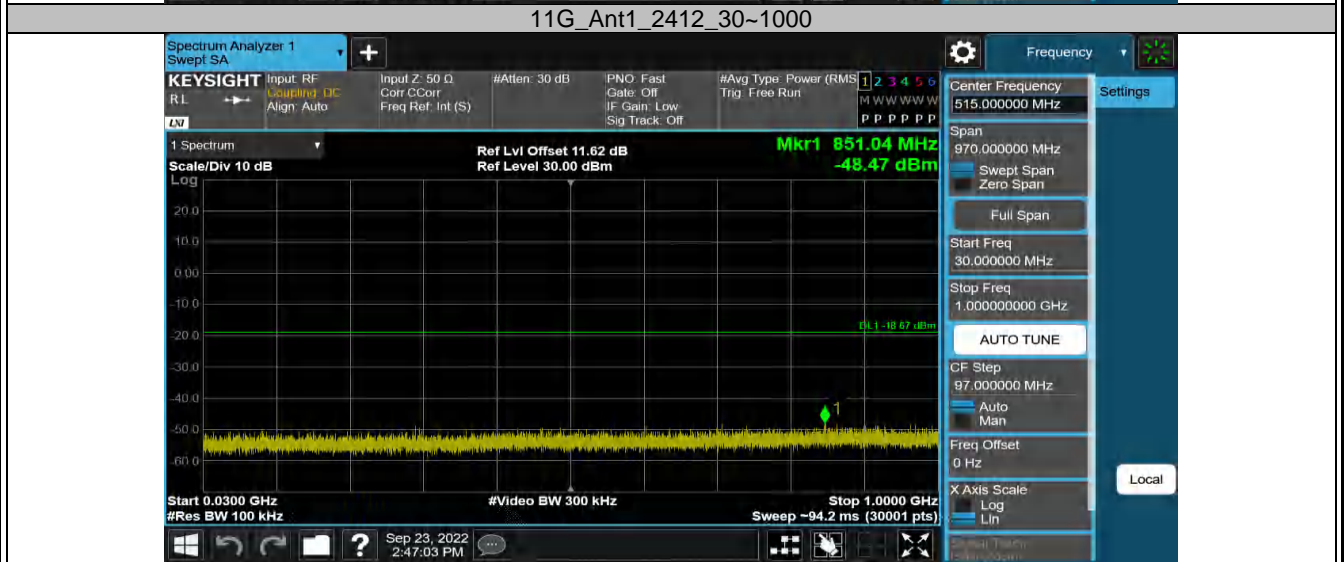 11G_Ant1_2412_30~1000
Spectrum Analyzer 1
Swept SA
Frequency
KEYSIGHT
RL
LXI
Input: RF
Coupling: DC
Align: Auto
Input Z: 50 Ω
Corr CCorr
Freq Ref: Int (S)
#Atten: 30 dB
PNO: Fast
Gate: Off
IF Gain: Low
Sig Track: Off
#Avg Type: Power (RMS
Trig: Free Run
1 2 3 4 5 6
M W W W W W
P P P P P P
Center Frequency
515.000000 MHz
Settings
1 Spectrum
Scale/Div 10 dB
Log
Ref Lvl Offset 11.62 dB
Ref Level 30.00 dBm
Mkr1 851.04 MHz
-48.47 dBm
Span
970.000000 MHz
Swept Span
Zero Span
Full Span
Start Freq
30.000000 MHz
Stop Freq
1.000000000 GHz
AUTO TUNE
CF Step
97.000000 MHz
Auto
Man
Freq Offset
0 Hz
X Axis Scale
Log
Lin
Local
20.0
10.0
0.00
-10.0
-20.0
-30.0
-40.0
-50.0
-60.0
DL1 -18.67 dBm
1
Start 0.0300 GHz
#Res BW 100 kHz
#Video BW 300 kHz
Stop 1.0000 GHz
Sweep ~94.2 ms (30001 pts)
?
Sep 23, 2022
2:47:03 PM